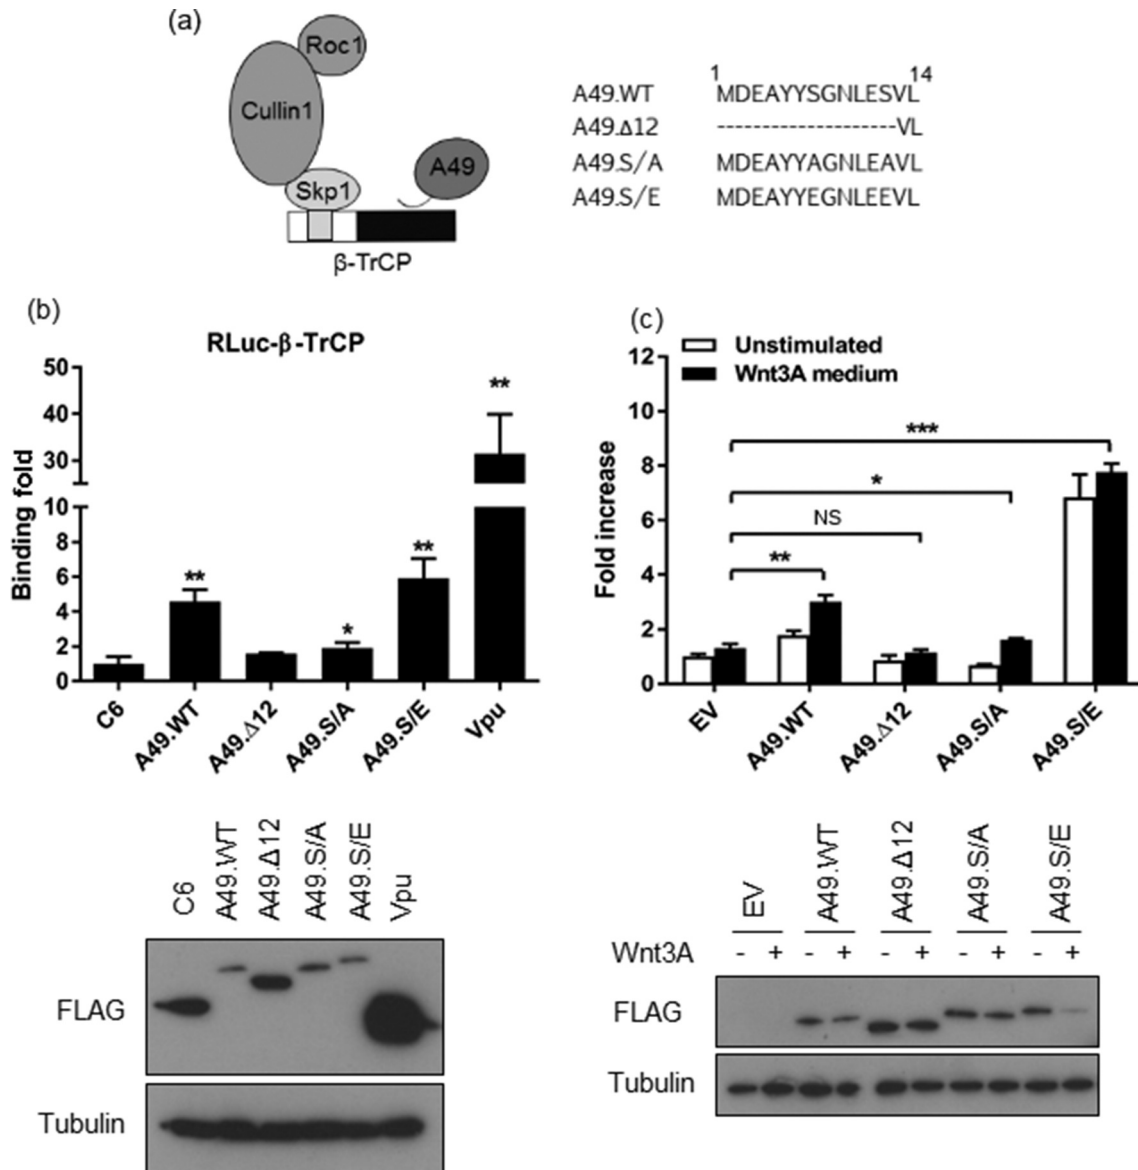 (a)
Roc1
Cullin1
Skp1
A49
β-TrCP
1 14
A49.WT MDEAYYSGNLESVL
A49.Δ12 ------------------VL
A49.S/A MDEAYYAGNLEAVL
A49.S/E MDEAYYEGNLEEVL
(b)
RLuc-β-TrCP
Binding fold
50
40
30
10
8
6
4
2
0
**
*
**
**
C6
A49.WT
A49.Δ12
A49.S/A
A49.S/E
Vpu
C6
A49.WT
A49.Δ12
A49.S/A
A49.S/E
Vpu
FLAG
Tubulin
(c)
Unstimulated
Wnt3A medium
Fold increase
12
10
8
6
4
2
0
***
*
NS
**
EV
A49.WT
A49.Δ12
A49.S/A
A49.S/E
EV
A49.WT
A49.Δ12
A49.S/A
A49.S/E
Wnt3A - + - + - + - + - +
FLAG
Tubulin